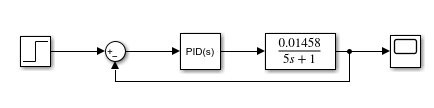 +
−
PID(s)
0.01458
5s + 1